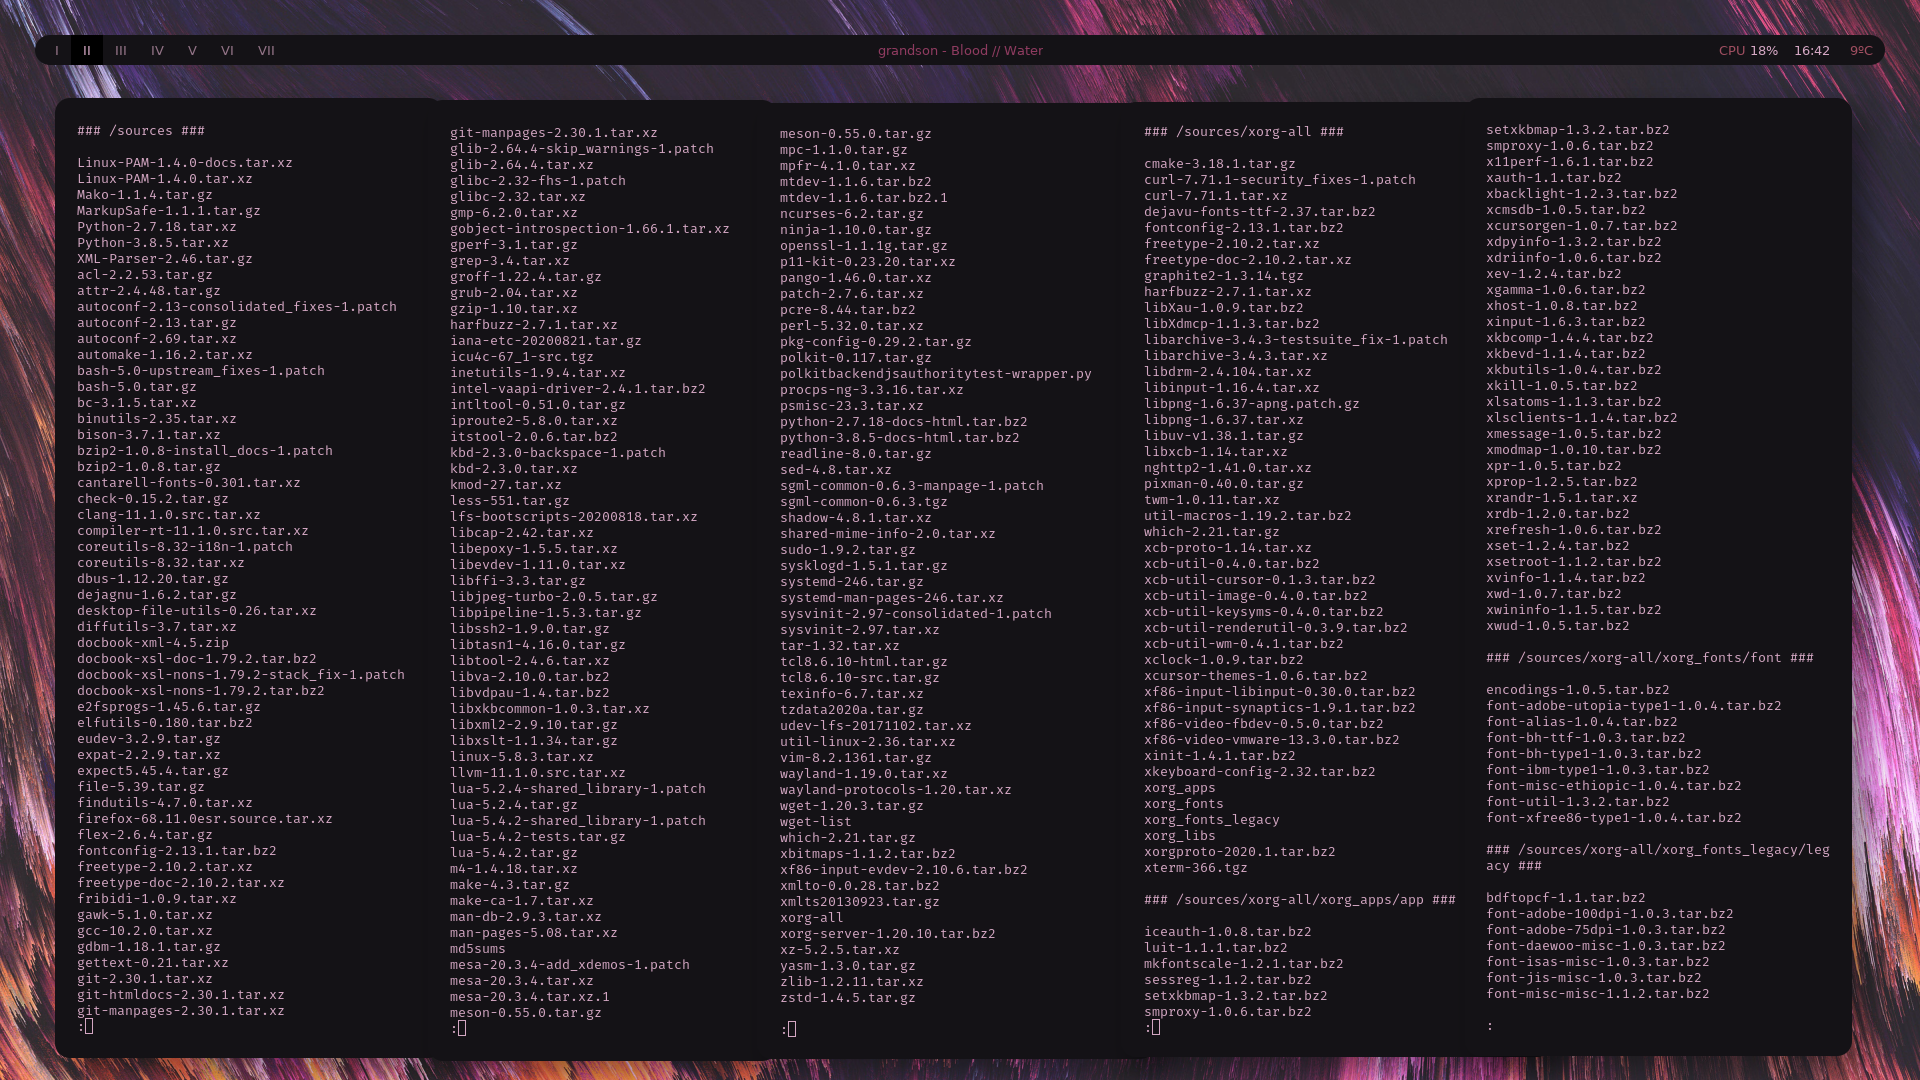 I II III IV V VI VII
grandson - Blood // Water
CPU 18% 16:42 9ºC
### /sources ###
Linux-PAM-1.4.0-docs.tar.xz
Linux-PAM-1.4.0.tar.xz
Mako-1.1.4.tar.gz
MarkupSafe-1.1.1.tar.gz
Python-2.7.18.tar.xz
Python-3.8.5.tar.xz
XML-Parser-2.46.tar.gz
acl-2.2.53.tar.gz
attr-2.4.48.tar.gz
autoconf-2.13-consolidated_fixes-1.patch
autoconf-2.13.tar.gz
autoconf-2.69.tar.xz
automake-1.16.2.tar.xz
bash-5.0-upstream_fixes-1.patch
bash-5.0.tar.gz
bc-3.1.5.tar.xz
binutils-2.35.tar.xz
bison-3.7.1.tar.xz
bzip2-1.0.8-install_docs-1.patch
bzip2-1.0.8.tar.gz
cantarell-fonts-0.301.tar.xz
check-0.15.2.tar.gz
clang-11.1.0.src.tar.xz
compiler-rt-11.1.0.src.tar.xz
coreutils-8.32-i18n-1.patch
coreutils-8.32.tar.xz
dbus-1.12.20.tar.gz
dejagnu-1.6.2.tar.gz
desktop-file-utils-0.26.tar.xz
diffutils-3.7.tar.xz
docbook-xml-4.5.zip
docbook-xsl-doc-1.79.2.tar.bz2
docbook-xsl-nons-1.79.2-stack_fix-1.patch
docbook-xsl-nons-1.79.2.tar.bz2
e2fsprogs-1.45.6.tar.gz
elfutils-0.180.tar.bz2
eudev-3.2.9.tar.gz
expat-2.2.9.tar.xz
expect5.45.4.tar.gz
file-5.39.tar.gz
findutils-4.7.0.tar.xz
firefox-68.11.0esr.source.tar.xz
flex-2.6.4.tar.gz
fontconfig-2.13.1.tar.bz2
freetype-2.10.2.tar.xz
freetype-doc-2.10.2.tar.xz
fribidi-1.0.9.tar.xz
gawk-5.1.0.tar.xz
gcc-10.2.0.tar.xz
gdbm-1.18.1.tar.gz
gettext-0.21.tar.xz
git-2.30.1.tar.xz
git-htmldocs-2.30.1.tar.xz
git-manpages-2.30.1.tar.xz
:
git-manpages-2.30.1.tar.xz
glib-2.64.4-skip_warnings-1.patch
glib-2.64.4.tar.xz
glibc-2.32-fhs-1.patch
glibc-2.32.tar.xz
gmp-6.2.0.tar.xz
gobject-introspection-1.66.1.tar.xz
gperf-3.1.tar.gz
grep-3.4.tar.xz
groff-1.22.4.tar.gz
grub-2.04.tar.xz
gzip-1.10.tar.xz
harfbuzz-2.7.1.tar.xz
iana-etc-20200821.tar.gz
icu4c-67_1-src.tgz
inetutils-1.9.4.tar.xz
intel-vaapi-driver-2.4.1.tar.bz2
intltool-0.51.0.tar.gz
iproute2-5.8.0.tar.xz
itstool-2.0.6.tar.bz2
kbd-2.3.0-backspace-1.patch
kbd-2.3.0.tar.xz
kmod-27.tar.xz
less-551.tar.gz
lfs-bootscripts-20200818.tar.xz
libcap-2.42.tar.xz
libepoxy-1.5.5.tar.xz
libevdev-1.11.0.tar.xz
libffi-3.3.tar.gz
libjpeg-turbo-2.0.5.tar.gz
libpipeline-1.5.3.tar.gz
libssh2-1.9.0.tar.gz
libtasn1-4.16.0.tar.gz
libtool-2.4.6.tar.xz
libva-2.10.0.tar.bz2
libvdpau-1.4.tar.bz2
libxkbcommon-1.0.3.tar.xz
libxml2-2.9.10.tar.gz
libxslt-1.1.34.tar.gz
linux-5.8.3.tar.xz
llvm-11.1.0.src.tar.xz
lua-5.2.4-shared_library-1.patch
lua-5.2.4.tar.gz
lua-5.4.2-shared_library-1.patch
lua-5.4.2-tests.tar.gz
lua-5.4.2.tar.gz
m4-1.4.18.tar.xz
make-4.3.tar.gz
make-ca-1.7.tar.xz
man-db-2.9.3.tar.xz
man-pages-5.08.tar.xz
md5sums
mesa-20.3.4-add_xdemos-1.patch
mesa-20.3.4.tar.xz
mesa-20.3.4.tar.xz.1
meson-0.55.0.tar.gz
:
meson-0.55.0.tar.gz
mpc-1.1.0.tar.gz
mpfr-4.1.0.tar.xz
mtdev-1.1.6.tar.bz2
mtdev-1.1.6.tar.bz2.1
ncurses-6.2.tar.gz
ninja-1.10.0.tar.gz
openssl-1.1.1g.tar.gz
p11-kit-0.23.20.tar.xz
pango-1.46.0.tar.xz
patch-2.7.6.tar.xz
pcre-8.44.tar.bz2
perl-5.32.0.tar.xz
pkg-config-0.29.2.tar.gz
polkit-0.117.tar.gz
polkitbackendjsauthoritytest-wrapper.py
procps-ng-3.3.16.tar.xz
psmisc-23.3.tar.xz
python-2.7.18-docs-html.tar.bz2
python-3.8.5-docs-html.tar.bz2
readline-8.0.tar.gz
sed-4.8.tar.xz
sgml-common-0.6.3-manpage-1.patch
sgml-common-0.6.3.tgz
shadow-4.8.1.tar.xz
shared-mime-info-2.0.tar.xz
sudo-1.9.2.tar.gz
sysklogd-1.5.1.tar.gz
systemd-246.tar.gz
systemd-man-pages-246.tar.xz
sysvinit-2.97-consolidated-1.patch
sysvinit-2.97.tar.xz
tar-1.32.tar.xz
tcl8.6.10-html.tar.gz
tcl8.6.10-src.tar.gz
texinfo-6.7.tar.xz
tzdata2020a.tar.gz
udev-lfs-20171102.tar.xz
util-linux-2.36.tar.xz
vim-8.2.1361.tar.gz
wayland-1.19.0.tar.xz
wayland-protocols-1.20.tar.xz
wget-1.20.3.tar.gz
wget-list
which-2.21.tar.gz
xbitmaps-1.1.2.tar.bz2
xf86-input-evdev-2.10.6.tar.bz2
xmlto-0.0.28.tar.bz2
xmlts20130923.tar.gz
xorg-all
xorg-server-1.20.10.tar.bz2
xz-5.2.5.tar.xz
yasm-1.3.0.tar.gz
zlib-1.2.11.tar.xz
zstd-1.4.5.tar.gz
:
### /sources/xorg-all ###
cmake-3.18.1.tar.gz
curl-7.71.1-security_fixes-1.patch
curl-7.71.1.tar.xz
dejavu-fonts-ttf-2.37.tar.bz2
fontconfig-2.13.1.tar.bz2
freetype-2.10.2.tar.xz
freetype-doc-2.10.2.tar.xz
graphite2-1.3.14.tgz
harfbuzz-2.7.1.tar.xz
libXau-1.0.9.tar.bz2
libXdmcp-1.1.3.tar.bz2
libarchive-3.4.3-testsuite_fix-1.patch
libarchive-3.4.3.tar.xz
libdrm-2.4.104.tar.xz
libinput-1.16.4.tar.xz
libpng-1.6.37-apng.patch.gz
libpng-1.6.37.tar.xz
libuv-v1.38.1.tar.gz
libxcb-1.14.tar.xz
nghttp2-1.41.0.tar.xz
pixman-0.40.0.tar.gz
twm-1.0.11.tar.xz
util-macros-1.19.2.tar.bz2
which-2.21.tar.gz
xcb-proto-1.14.tar.xz
xcb-util-0.4.0.tar.bz2
xcb-util-cursor-0.1.3.tar.bz2
xcb-util-image-0.4.0.tar.bz2
xcb-util-keysyms-0.4.0.tar.bz2
xcb-util-renderutil-0.3.9.tar.bz2
xcb-util-wm-0.4.1.tar.bz2
xclock-1.0.9.tar.bz2
xcursor-themes-1.0.6.tar.bz2
xf86-input-libinput-0.30.0.tar.bz2
xf86-input-synaptics-1.9.1.tar.bz2
xf86-video-fbdev-0.5.0.tar.bz2
xf86-video-vmware-13.3.0.tar.bz2
xinit-1.4.1.tar.bz2
xkeyboard-config-2.32.tar.bz2
xorg_apps
xorg_fonts
xorg_fonts_legacy
xorg_libs
xorgproto-2020.1.tar.bz2
xterm-366.tgz
### /sources/xorg-all/xorg_apps/app ###
iceauth-1.0.8.tar.bz2
luit-1.1.1.tar.bz2
mkfontscale-1.2.1.tar.bz2
sessreg-1.1.2.tar.bz2
setxkbmap-1.3.2.tar.bz2
smproxy-1.0.6.tar.bz2
:
setxkbmap-1.3.2.tar.bz2
smproxy-1.0.6.tar.bz2
x11perf-1.6.1.tar.bz2
xauth-1.1.tar.bz2
xbacklight-1.2.3.tar.bz2
xcmsdb-1.0.5.tar.bz2
xcursorgen-1.0.7.tar.bz2
xdpyinfo-1.3.2.tar.bz2
xdriinfo-1.0.6.tar.bz2
xev-1.2.4.tar.bz2
xgamma-1.0.6.tar.bz2
xhost-1.0.8.tar.bz2
xinput-1.6.3.tar.bz2
xkbcomp-1.4.4.tar.bz2
xkbevd-1.1.4.tar.bz2
xkbutils-1.0.4.tar.bz2
xkill-1.0.5.tar.bz2
xlsatoms-1.1.3.tar.bz2
xlsclients-1.1.4.tar.bz2
xmessage-1.0.5.tar.bz2
xmodmap-1.0.10.tar.bz2
xpr-1.0.5.tar.bz2
xprop-1.2.5.tar.bz2
xrandr-1.5.1.tar.xz
xrdb-1.2.0.tar.bz2
xrefresh-1.0.6.tar.bz2
xset-1.2.4.tar.bz2
xsetroot-1.1.2.tar.bz2
xvinfo-1.1.4.tar.bz2
xwd-1.0.7.tar.bz2
xwininfo-1.1.5.tar.bz2
xwud-1.0.5.tar.bz2
### /sources/xorg-all/xorg_fonts/font ###
encodings-1.0.5.tar.bz2
font-adobe-utopia-type1-1.0.4.tar.bz2
font-alias-1.0.4.tar.bz2
font-bh-ttf-1.0.3.tar.bz2
font-bh-type1-1.0.3.tar.bz2
font-ibm-type1-1.0.3.tar.bz2
font-misc-ethiopic-1.0.4.tar.bz2
font-util-1.3.2.tar.bz2
font-xfree86-type1-1.0.4.tar.bz2
### /sources/xorg-all/xorg_fonts_legacy/leg
acy ###
bdftopcf-1.1.tar.bz2
font-adobe-100dpi-1.0.3.tar.bz2
font-adobe-75dpi-1.0.3.tar.bz2
font-daewoo-misc-1.0.3.tar.bz2
font-isas-misc-1.0.3.tar.bz2
font-jis-misc-1.0.3.tar.bz2
font-misc-misc-1.1.2.tar.bz2
: